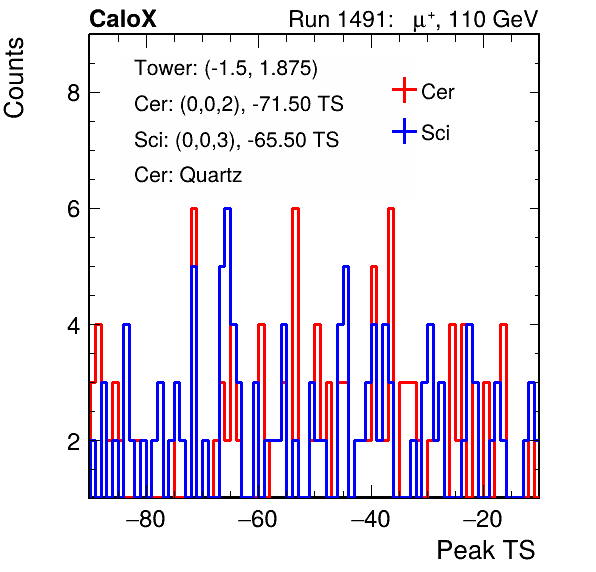 CaloX Run 1491: μ⁺, 110 GeV
Counts
Tower: (-1.5, 1.875)
Cer: (0,0,2), -71.50 TS
Sci: (0,0,3), -65.50 TS
Cer: Quartz
Cer
Sci
8
6
4
2
−80 −60 −40 −20
Peak TS